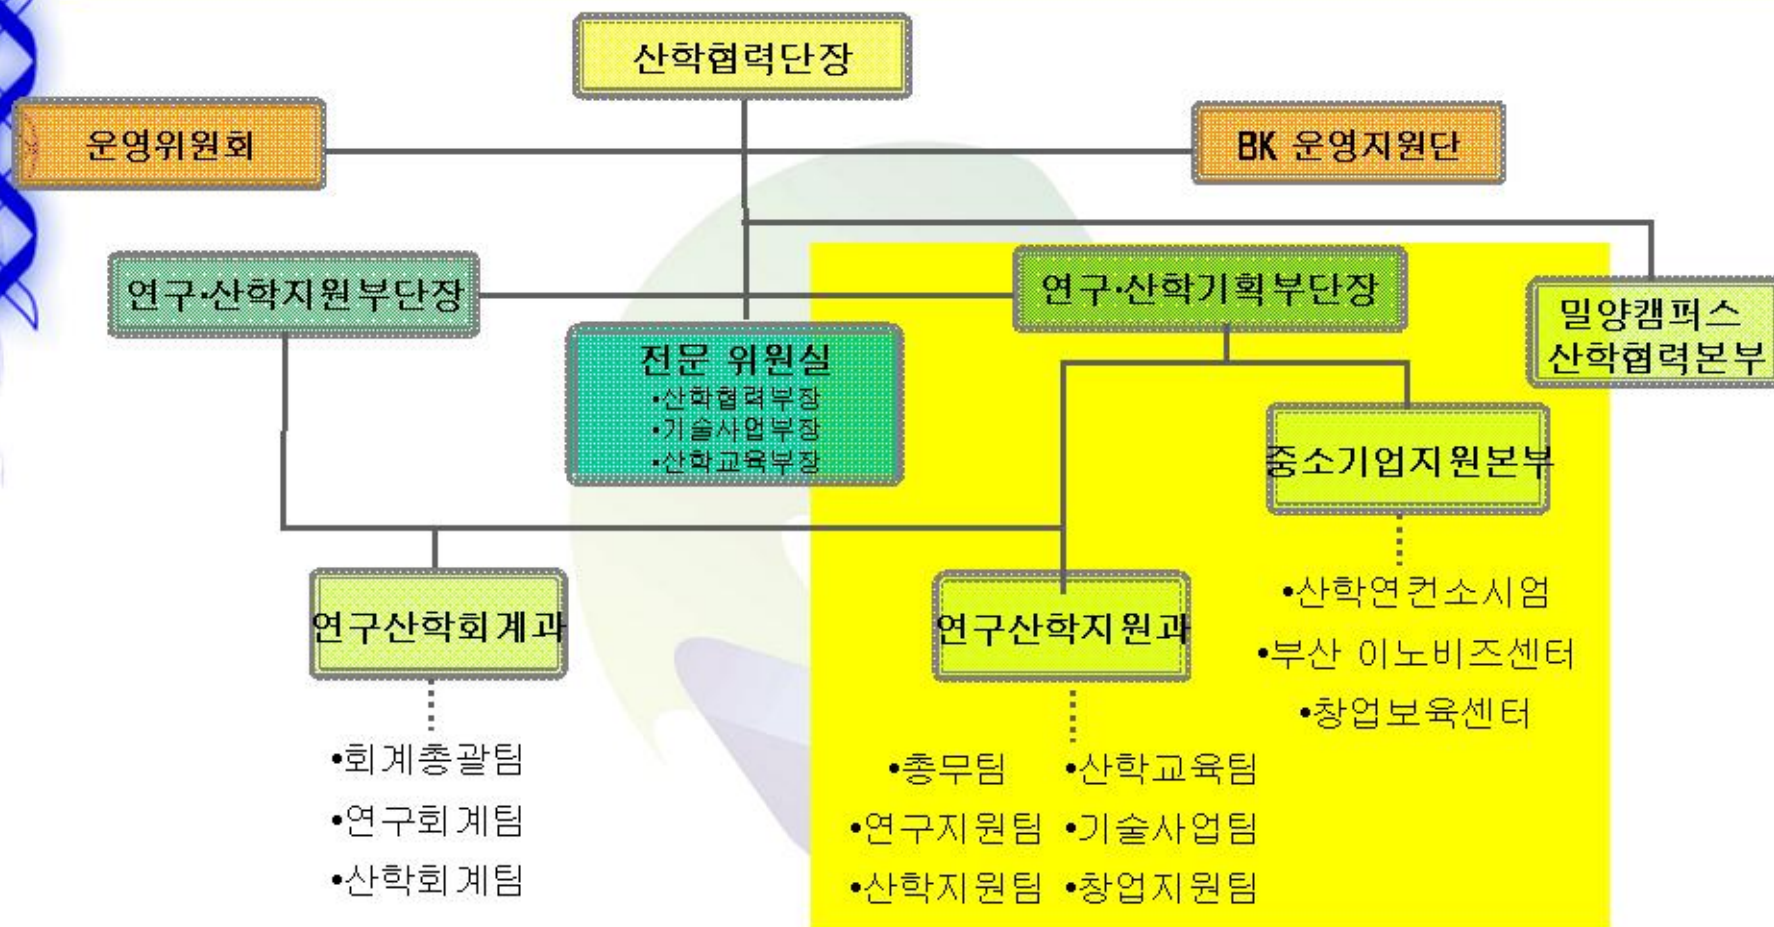 산학협력단장
운영위원회
BK 운영지원단
연구·산학지원부단장
연구·산학기획부단장
밀양캠퍼스
산학협력본부
전문 위원실
•산학협력부장
•기술사업부장
•산학교육부장
중소기업지원본부
•산학연컨소시엄
•부산 이노비즈센터
•창업보육센터
연구산학회계과
•회계총괄팀
•연구회계팀
•산학회계팀
연구산학지원과
•총무팀 •산학교육팀
•연구지원팀 •기술사업팀
•산학지원팀 •창업지원팀